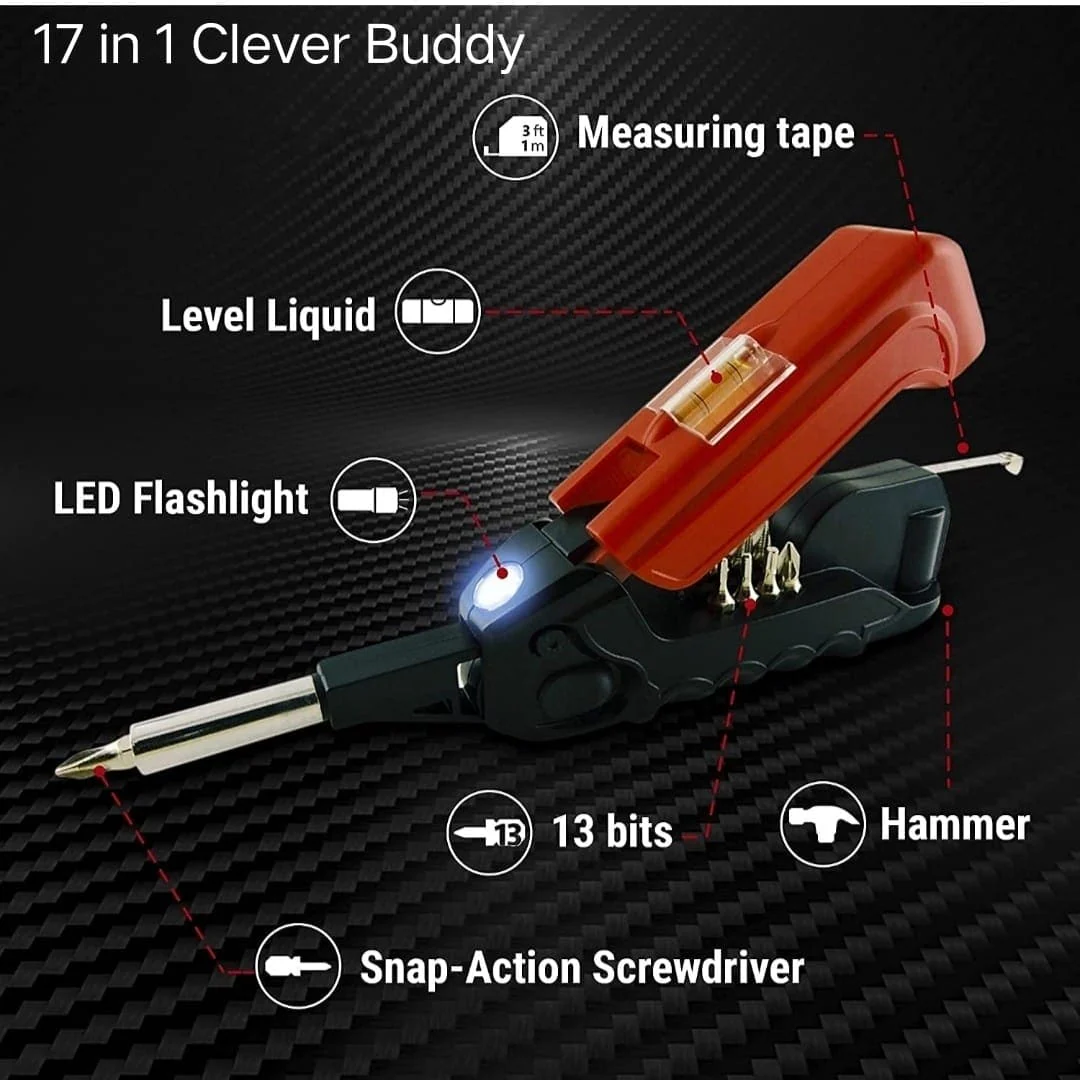 17 in 1 Clever Buddy
3 ft
1 m
Measuring tape
Level Liquid
LED Flashlight
13
13 bits
Hammer
Snap-Action Screwdriver